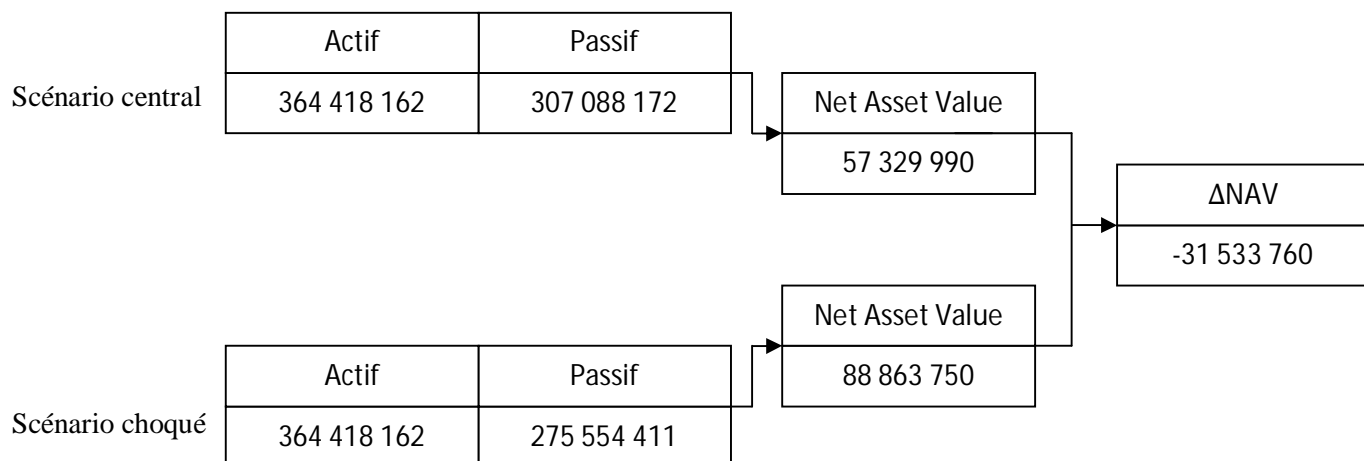 Actif Passif
Scénario central 364 418 162 307 088 172
Net Asset Value
57 329 990
ΔNAV
-31 533 760
Net Asset Value
88 863 750
Actif Passif
Scénario choqué 364 418 162 275 554 411